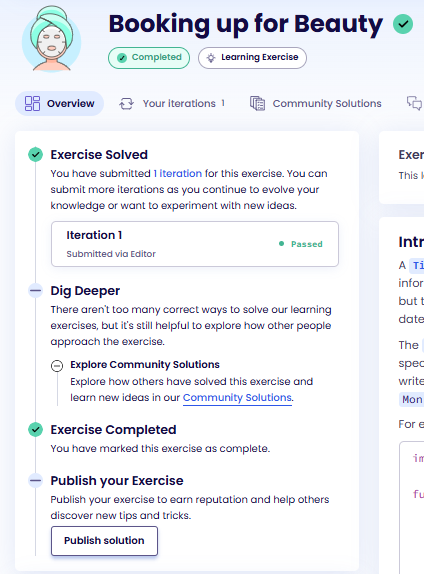 Booking up for Beauty
Completed
Learning Exercise
Overview
Your iterations 1
Community Solutions
Exercise Solved
You have submitted 1 iteration for this exercise. You can
submit more iterations as you continue to evolve your
knowledge or want to experiment with new ideas.
Iteration 1
Submitted via Editor
Passed
Dig Deeper
There aren't too many correct ways to solve our learning
exercises, but it's still helpful to explore how other people
approach the exercise.
Explore Community Solutions
Explore how others have solved this exercise and
learn new ideas in our Community Solutions.
Exercise Completed
You have marked this exercise as complete.
Publish your Exercise
Publish your exercise to earn reputation and help others
discover new tips and tricks.
Publish solution
Exer
This l
Intr
A Ti
infor
but t
date
The
spec
write
Mon
For e
im
fu